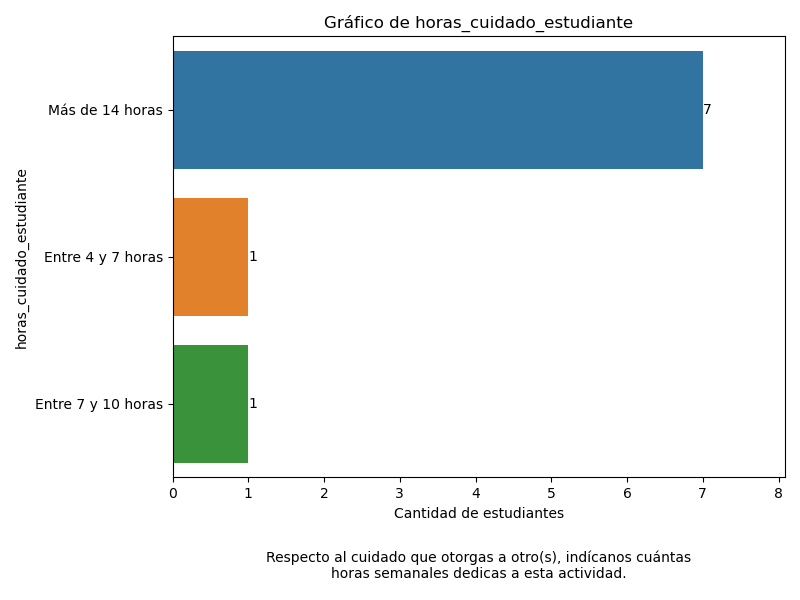 Gráfico de horas_cuidado_estudiante
horas_cuidado_estudiante
Más de 14 horas
7
Entre 4 y 7 horas
1
Entre 7 y 10 horas
1
0 1 2 3 4 5 6 7 8
Cantidad de estudiantes
Respecto al cuidado que otorgas a otro(s), indícanos cuántas
horas semanales dedicas a esta actividad.